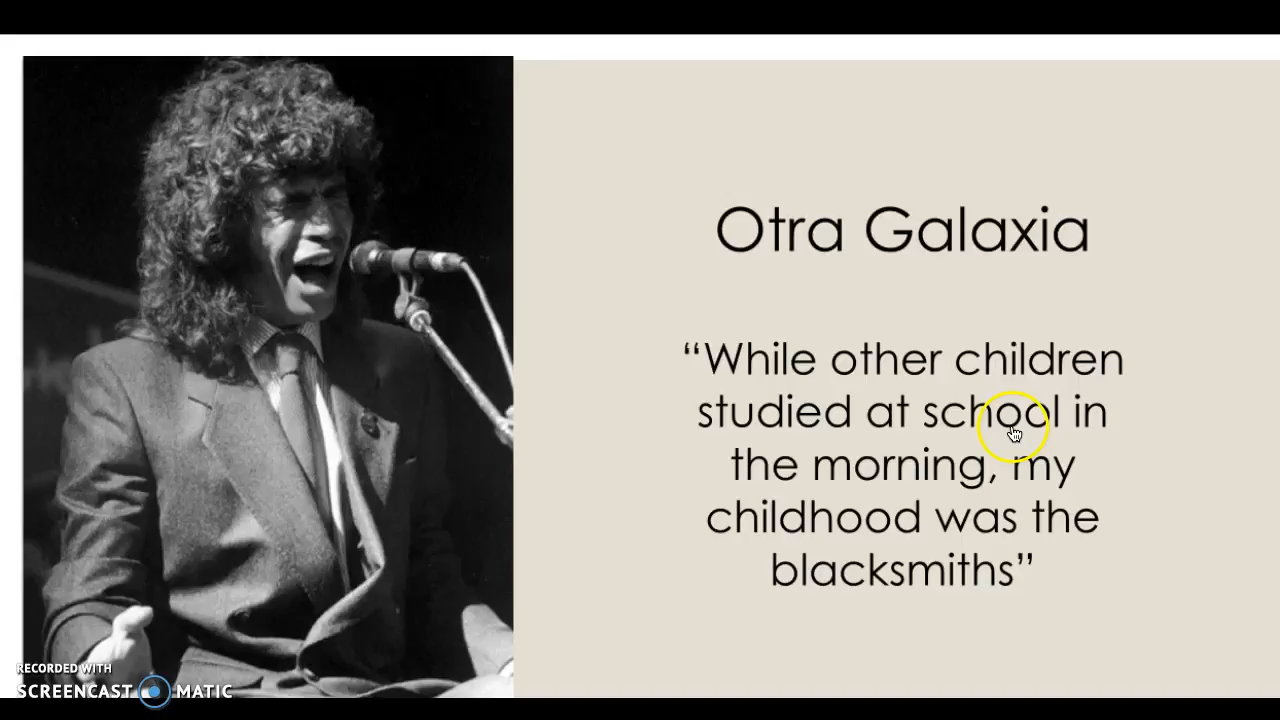 Otra Galaxia
“While other children
studied at school in
the morning, my
childhood was the
blacksmiths”
RECORDED WITH
SCREENCAST MATIC